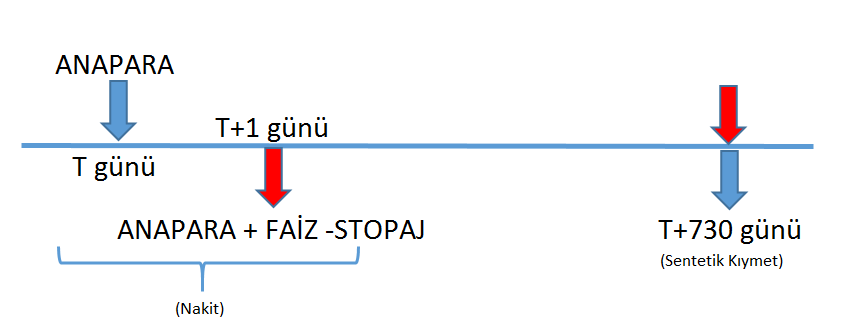 ANAPARA
T+1 günü
T günü
ANAPARA + FAİZ -STOPAJ
T+730 günü
(Sentetik Kıymet)
(Nakit)